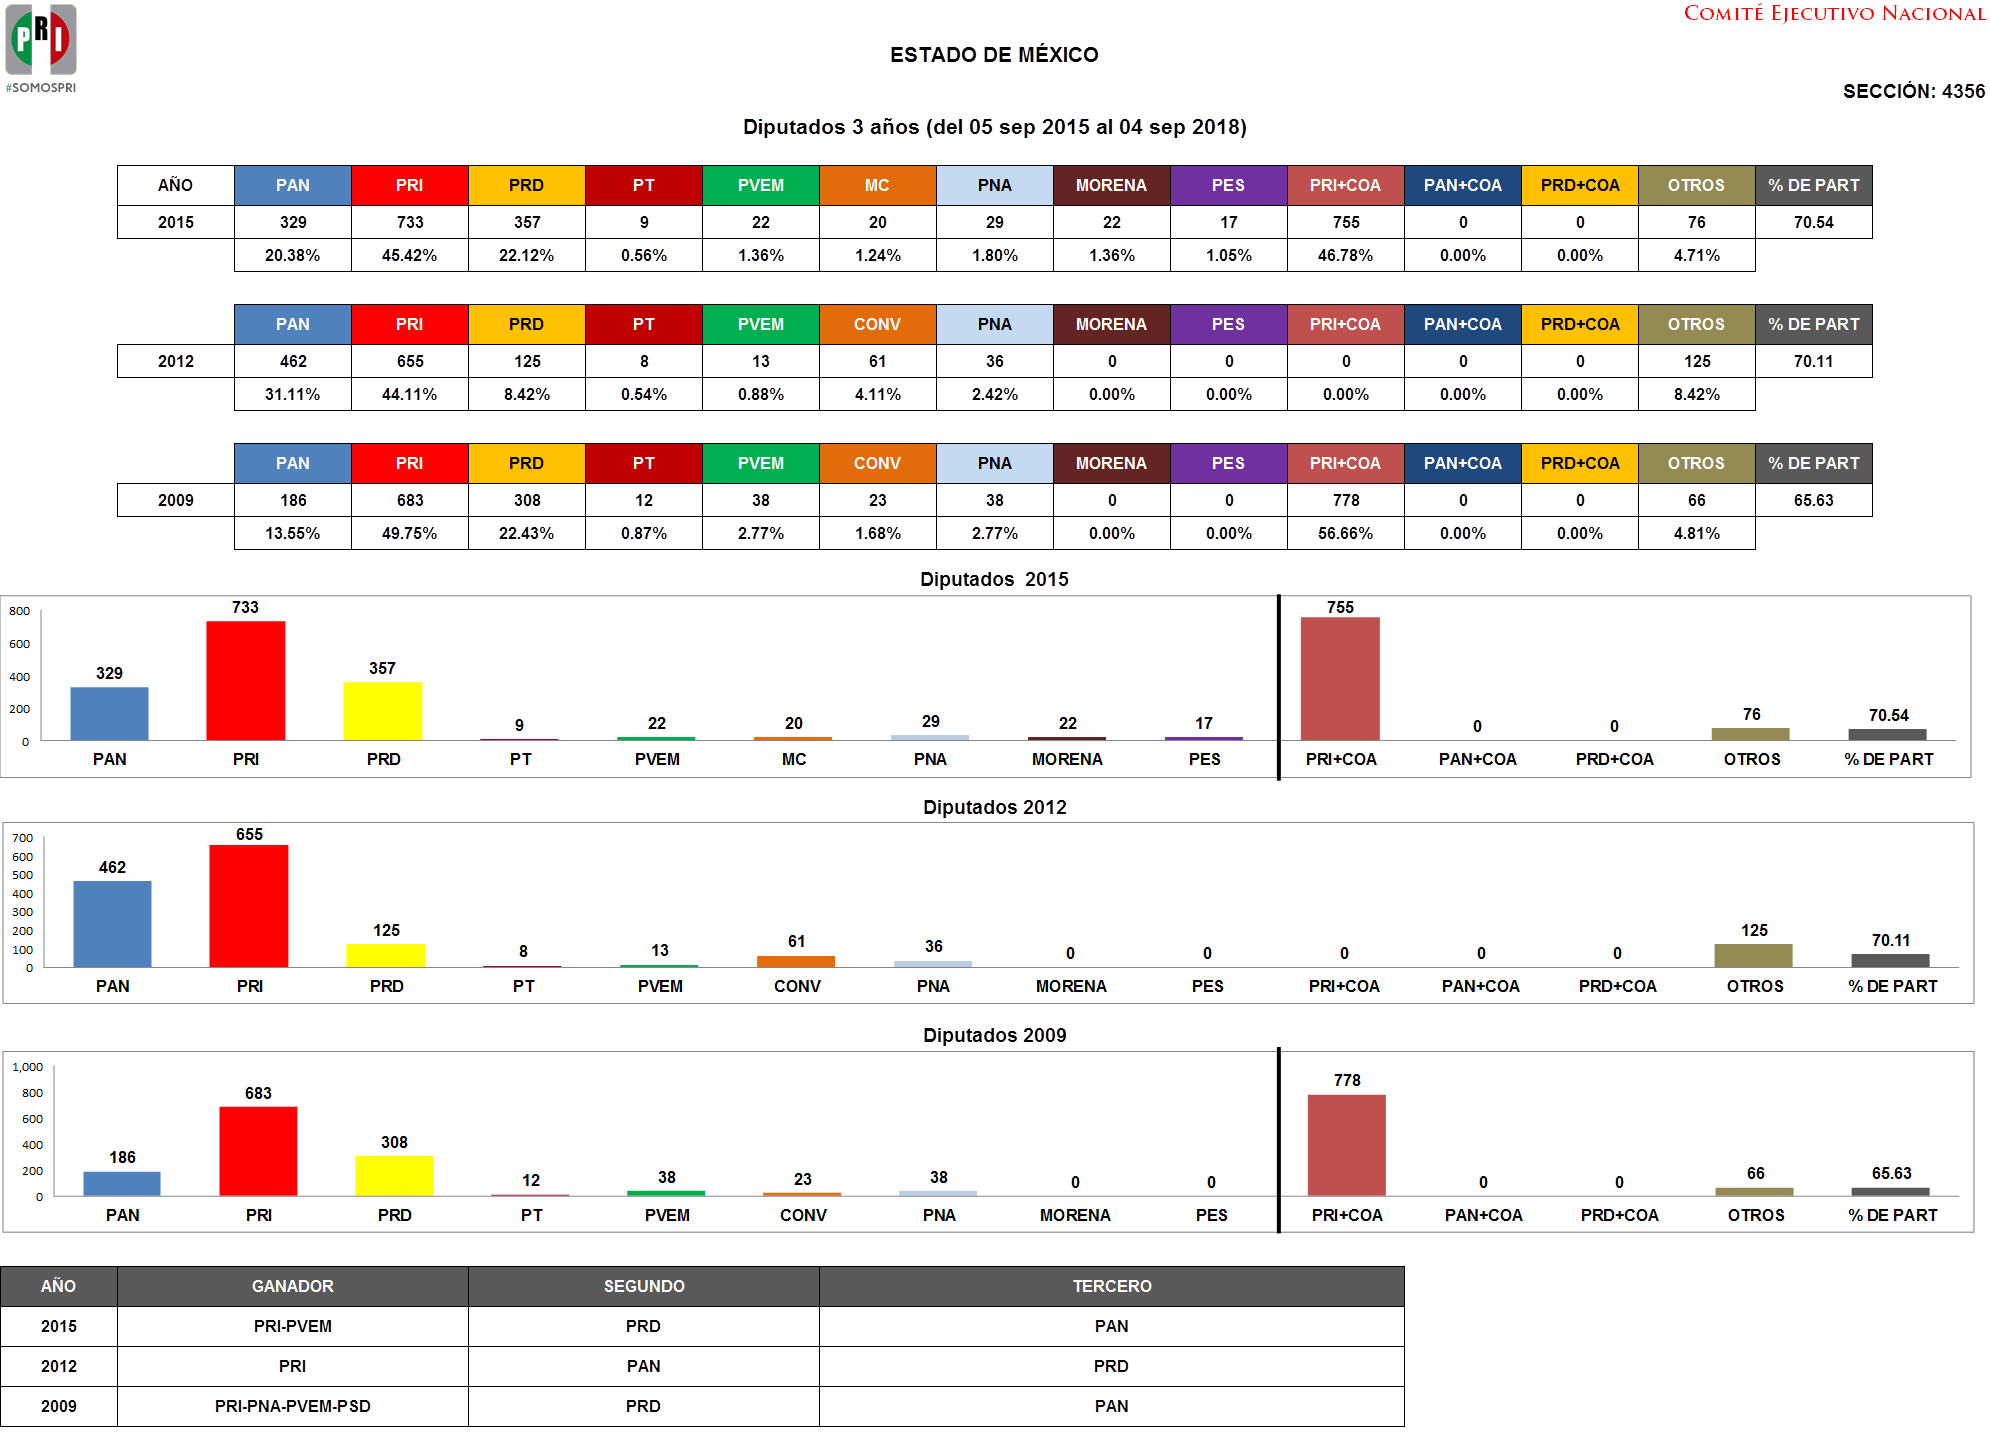 PRI
#SOMOSPRI
COMITÉ EJECUTIVO NACIONAL
ESTADO DE MÉXICO
SECCIÓN: 4356
Diputados 3 años (del 05 sep 2015 al 04 sep 2018)
AÑO PAN PRI PRD PT PVEM MC PNA MORENA PES PRI+COA PAN+COA PRD+COA OTROS % DE PART
2015 329 733 357 9 22 20 29 22 17 755 0 0 76 70.54
20.38% 45.42% 22.12% 0.56% 1.36% 1.24% 1.80% 1.36% 1.05% 46.78% 0.00% 0.00% 4.71%
PAN PRI PRD PT PVEM CONV PNA MORENA PES PRI+COA PAN+COA PRD+COA OTROS % DE PART
2012 462 655 125 8 13 61 36 0 0 0 0 0 125 70.11
31.11% 44.11% 8.42% 0.54% 0.88% 4.11% 2.42% 0.00% 0.00% 0.00% 0.00% 0.00% 8.42%
PAN PRI PRD PT PVEM CONV PNA MORENA PES PRI+COA PAN+COA PRD+COA OTROS % DE PART
2009 186 683 308 12 38 23 38 0 0 778 0 0 66 65.63
13.55% 49.75% 22.43% 0.87% 2.77% 1.68% 2.77% 0.00% 0.00% 56.66% 0.00% 0.00% 4.81%
Diputados 2015
800
600
400
200
0
329 733 357 9 22 20 29 22 17 755 0 0 76 70.54
PAN PRI PRD PT PVEM MC PNA MORENA PES PRI+COA PAN+COA PRD+COA OTROS % DE PART
Diputados 2012
700
600
500
400
300
200
100
0
462 655 125 8 13 61 36 0 0 0 0 0 125 70.11
PAN PRI PRD PT PVEM CONV PNA MORENA PES PRI+COA PAN+COA PRD+COA OTROS % DE PART
Diputados 2009
1,000
800
600
400
200
0
186 683 308 12 38 23 38 0 0 778 0 0 66 65.63
PAN PRI PRD PT PVEM CONV PNA MORENA PES PRI+COA PAN+COA PRD+COA OTROS % DE PART
AÑO GANADOR SEGUNDO TERCERO
2015 PRI-PVEM PRD PAN
2012 PRI PAN PRD
2009 PRI-PNA-PVEM-PSD PRD PAN